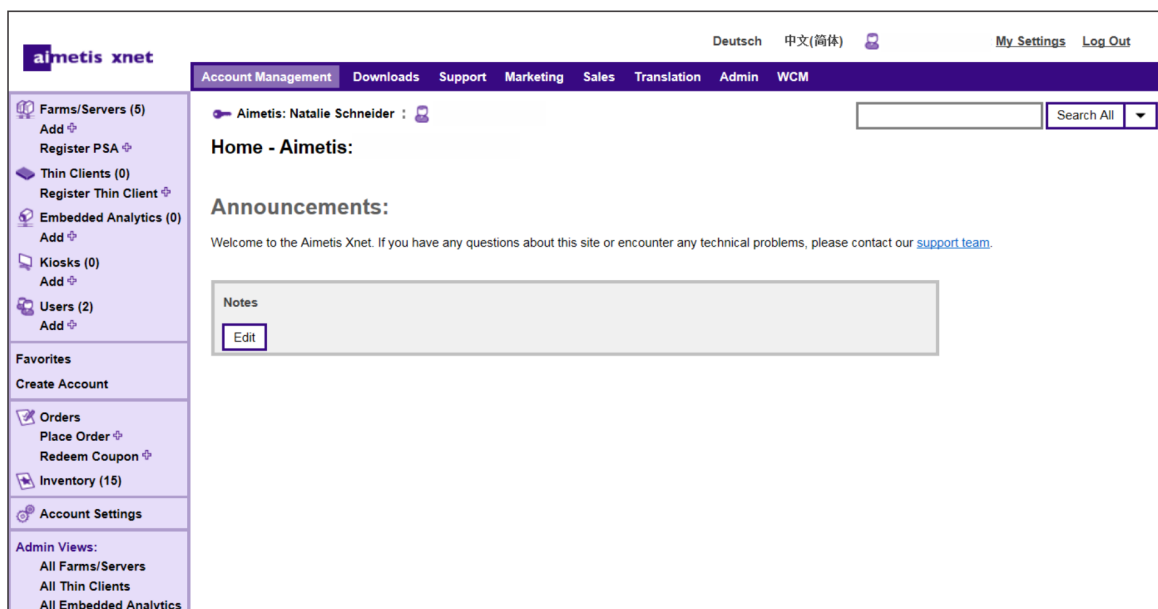 aimetis xnet
Deutsch 中文(简体) My Settings Log Out
Account Management Downloads Support Marketing Sales Translation Admin WCM
Farms/Servers (5)
Add
Register PSA
Thin Clients (0)
Register Thin Client
Embedded Analytics (0)
Add
Kiosks (0)
Add
Users (2)
Add
Favorites
Create Account
Orders
Place Order
Redeem Coupon
Inventory (15)
Account Settings
Admin Views:
All Farms/Servers
All Thin Clients
All Embedded Analytics
Aimetis: Natalie Schneider :
Search All
Home - Aimetis:
Announcements:
Welcome to the Aimetis Xnet. If you have any questions about this site or encounter any technical problems, please contact our support team.
Notes
Edit